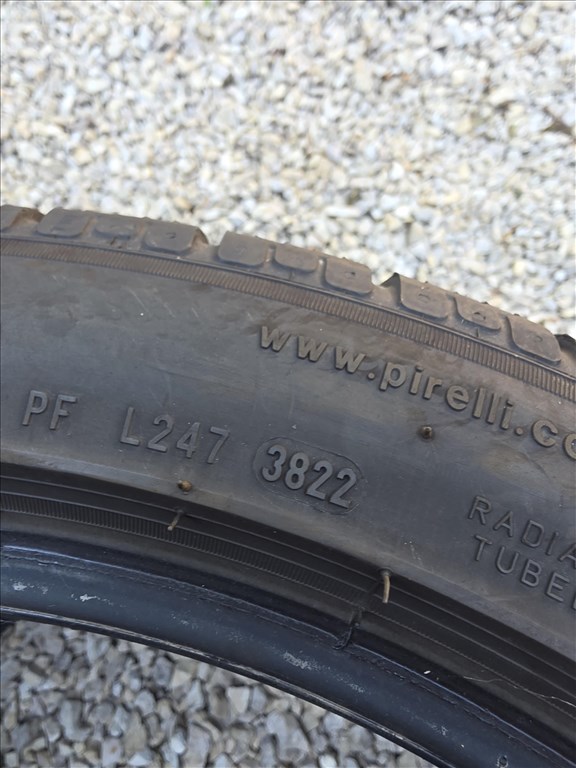 www.pirelli.co
PF L247 3822
RADIA
TUBE